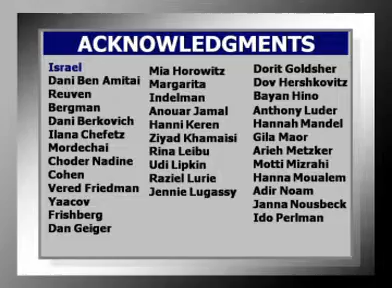 ACKNOWLEDGMENTS
Israel
Dani Ben Amitai
Reuven
Bergman
Dani Berkovich
Ilana Chefetz
Mordechai
Choder Nadine
Cohen
Vered Friedman
Yaacov
Frishberg
Dan Geiger
Mia Horowitz
Margarita
Indelman
Anouar Jamal
Hanni Keren
Ziyad Khamaisi
Rina Leibu
Udi Lipkin
Raziel Lurie
Jennie Lugassy
Dorit Goldsher
Dov Hershkovitz
Bayan Hino
Anthony Luder
Hannah Mandel
Gila Maor
Arieh Metzker
Motti Mizrahi
Hanna Moualem
Adir Noam
Janna Nousbeck
Ido Perlman